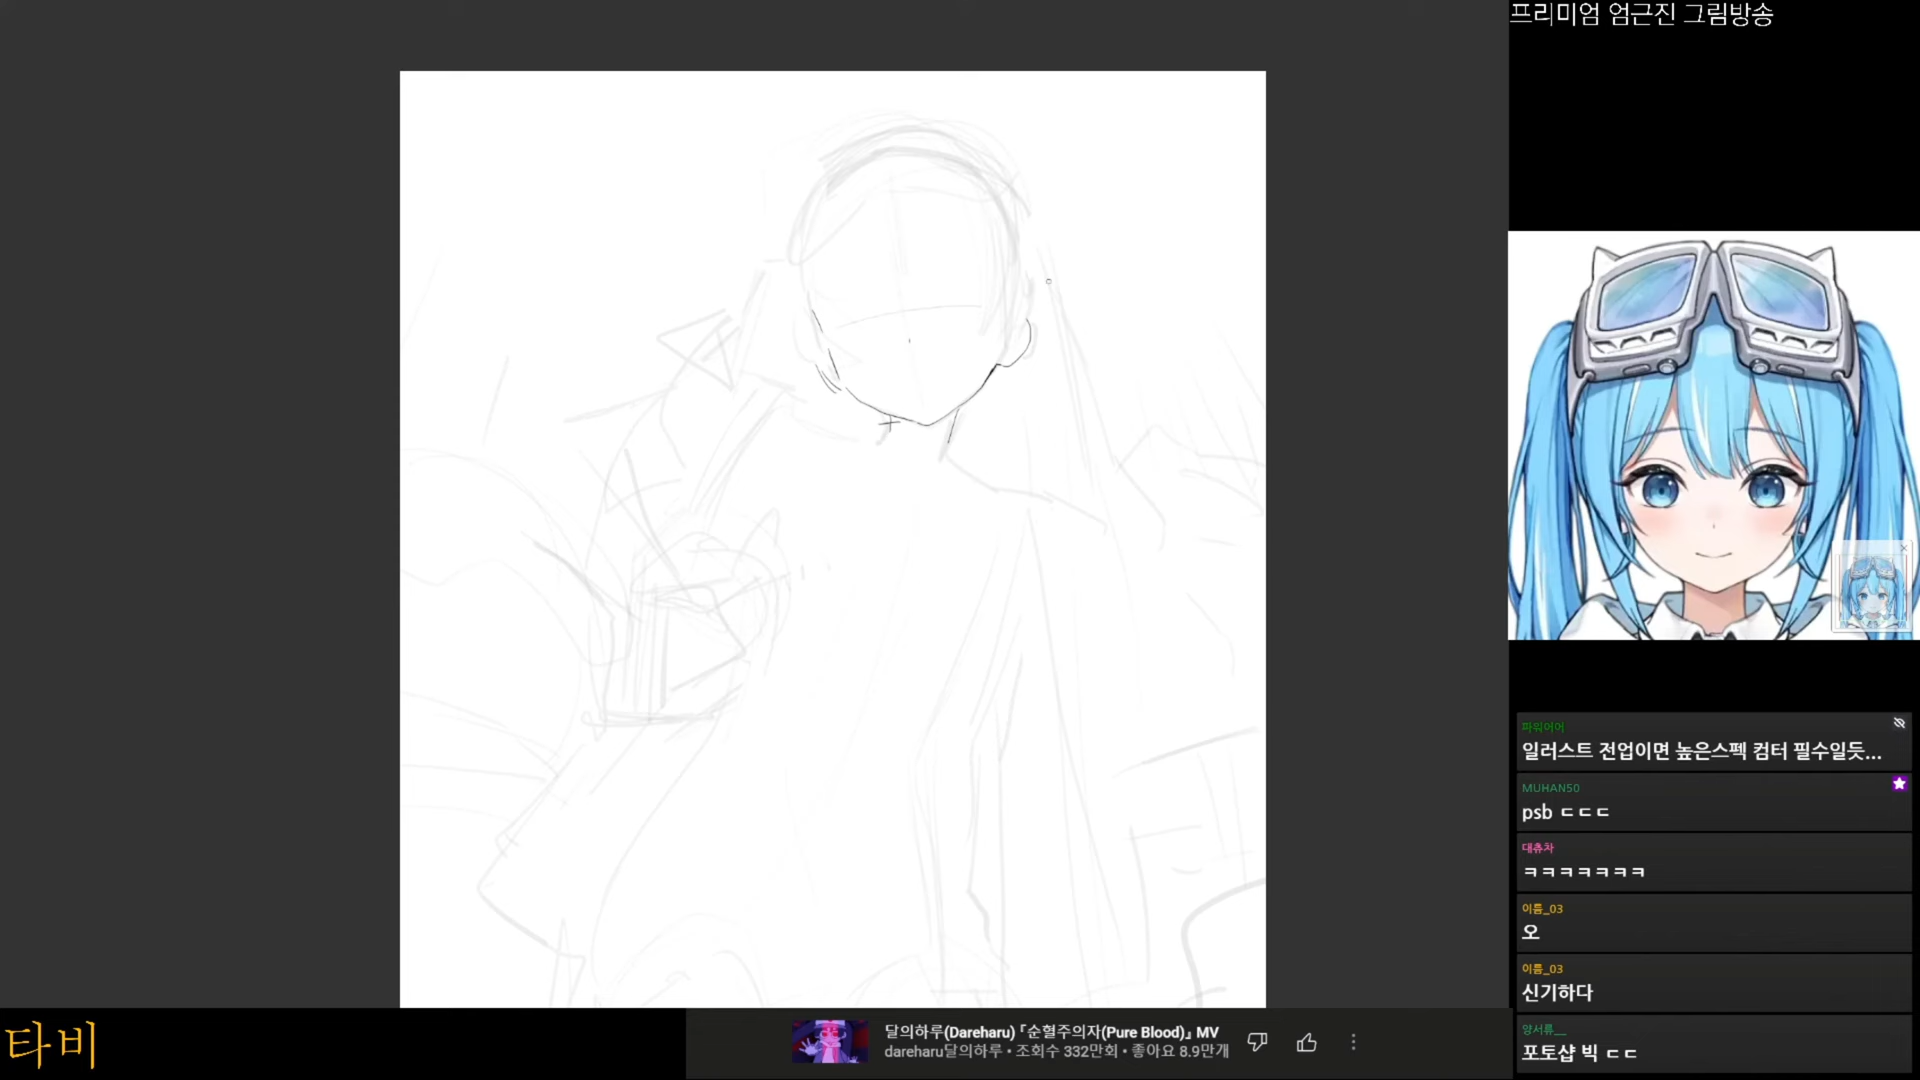 프리미엄 엄근진 그림방송
파워어어
일러스트 전업이면 높은스펙 컴터 필수일듯...
MUHAN50
psb ㄷㄷㄷ
대츄차
ㅋㅋㅋㅋㅋㅋㅋ
이름_03
오
이름_03
신기하다
양서류__
포토샵 빅 ㄷㄷ
타비
달의하루(Dareharu) 「순혈주의자(Pure Blood)」 MV
dareharu달의하루 • 조회수 332만회 • 좋아요 8.9만개